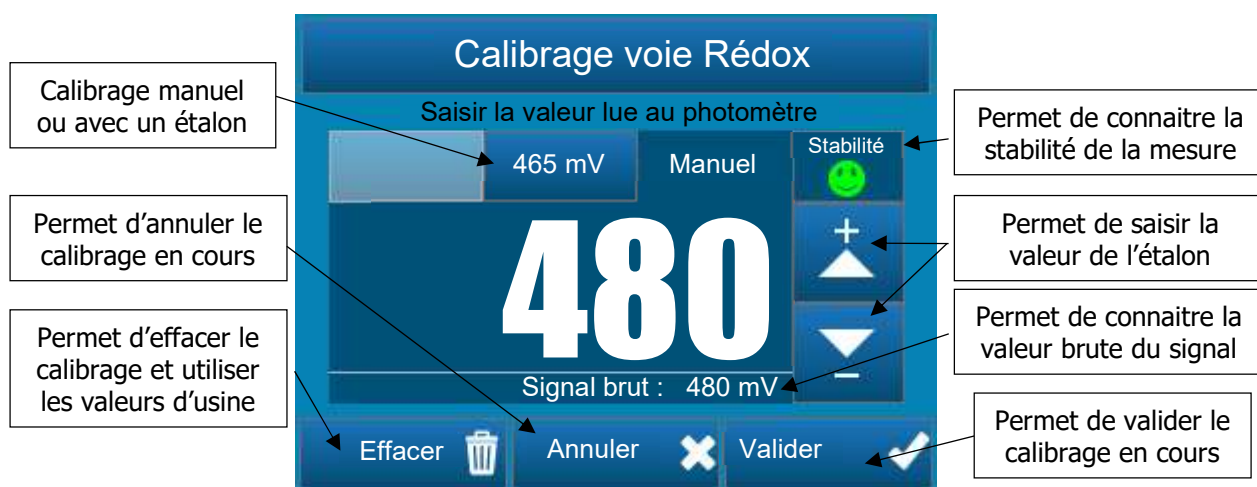 Calibrage voie Rédox
Saisir la valeur lue au photomètre
465 mV
Manuel
Stabilité
480
+
−
Signal brut : 480 mV
Effacer
Annuler
Valider
Calibrage manuel
ou avec un étalon
Permet d’annuler le
calibrage en cours
Permet d’effacer le
calibrage et utiliser
les valeurs d’usine
Permet de connaitre la
stabilité de la mesure
Permet de saisir la
valeur de l’étalon
Permet de connaitre la
valeur brute du signal
Permet de valider le
calibrage en cours